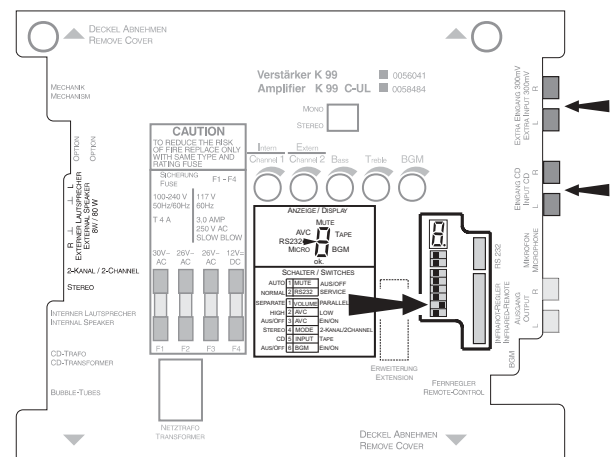 DECKEL ABNEHMEN
REMOVE COVER
MECHANIK
MECHANISM
OPTION
OPTION
Verstärker K 99 0056041
Amplifier K 99 C-UL 0058484
MONO
STEREO
EXTRA EINGANG 300mV
EXTRA INPUT 300mV
R
L
CAUTION
TO REDUCE THE RISK
OF FIRE REPLACE ONLY
WITH SAME TYPE AND
RATING FUSE
Intern Extern
Channel 1 Channel 2 Bass Treble BGM
SICHERUNG
FUSE
F1 - F4
100-240 V
50Hz/60Hz
117 V
60Hz
T 4 A
3,0 AMP
250 V AC
SLOW BLOW
30V~ 26V~ 26V~ 12V=
AC AC AC DC
F1 F2 F3 F4
EXTERNER LAUTSPRECHER
EXTERNAL SPEAKER
8W / 80 W
R L L
2-KANAL / 2-CHANNEL
STEREO
ANZEIGE / DISPLAY
MUTE
AVC TAPE
RS232
MICRO BGM
ok.
SCHALTER / SWITCHES
AUTO 1 MUTE AUS/OFF
NORMAL 2 RS232 SERVICE
SEPARATE 1 VOLUME PARALLEL
HIGH 2 AVC LOW
AUS/OFF 3 AVC EIN/ON
STEREO 4 MODE 2-KANAL/2CHANNEL
CD 5 INPUT TAPE
AUS/OFF 6 BGM EIN/ON
EINGANG CD
INPUT CD
R
L
RS 232
MIKROFON
MICROPHONE
INFRAROT-REGLER
INFRARED-REMOTE
AUSGANG
OUTPUT
R
L
BGM
INTERNER LAUTSPRECHER
INTERNAL SPEAKER
CD-TRAFO
CD-TRANSFORMER
BUBBLE-TUBES
ERWEITERUNG
EXTENSION
FERNREGLER
REMOTE-CONTROL
NETZTRAFO
TRANSFORMER
DECKEL ABNEHMEN
REMOVE COVER